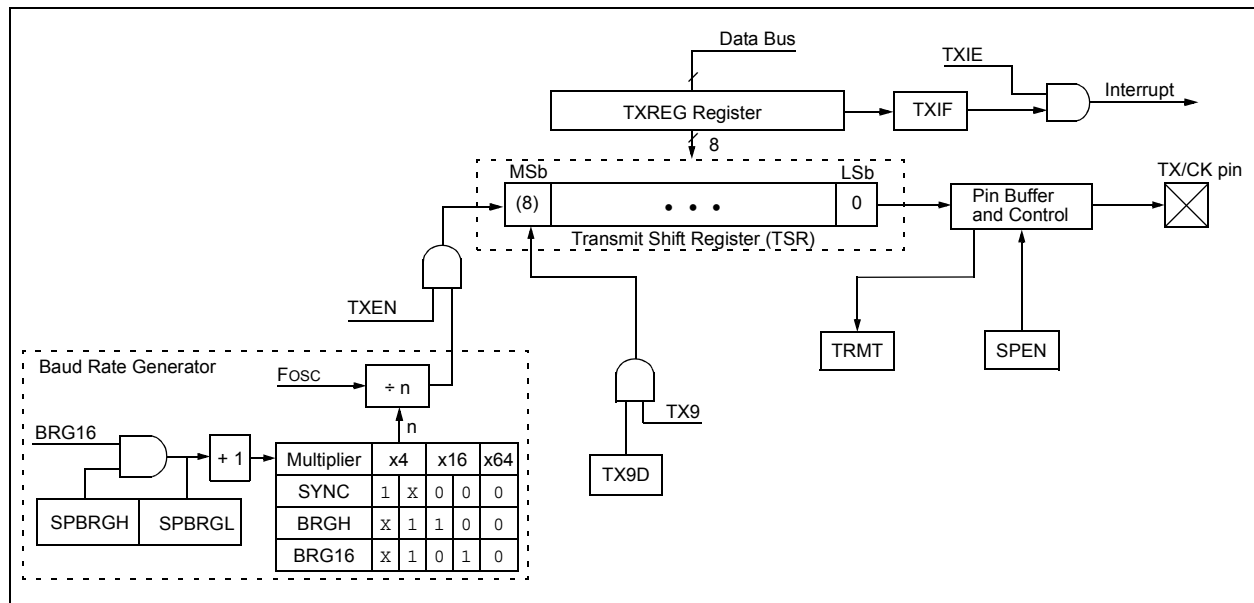 Data Bus
TXIE
Interrupt
TXREG Register
TXIF
8
MSb
LSb
TX/CK pin
(8)
• • •
0
Pin Buffer
and Control
Transmit Shift Register (TSR)
TXEN
TRMT
SPEN
Baud Rate Generator
FOSC
÷ n
TX9
n
BRG16
+ 1
Multiplier x4 x16 x64
TX9D
SYNC 1 X 0 0 0
SPBRGH SPBRGL
BRGH X 1 1 0 0
BRG16 X 1 0 1 0